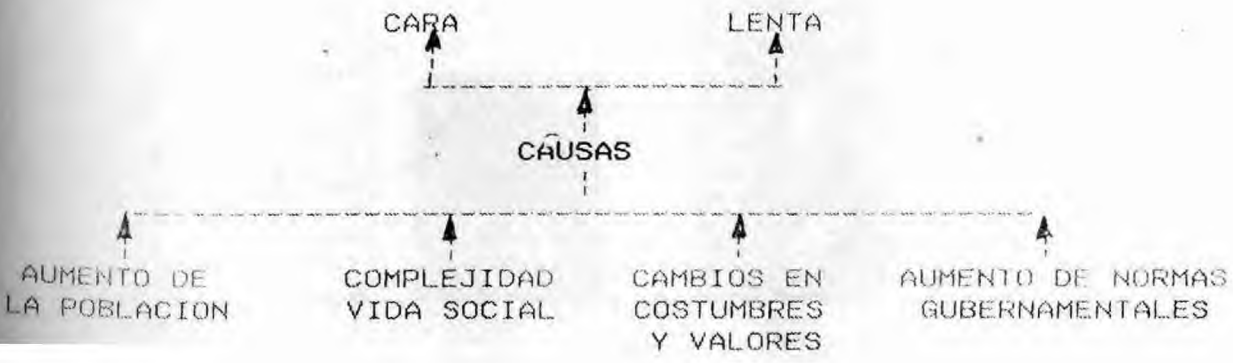 CARA LENTA
CAUSAS
AUMENTO DE COMPLEJIDAD CAMBIOS EN AUMENTO DE NORMAS
LA POBLACION VIDA SOCIAL COSTUMBRES GUBERNAMENTALES
Y VALORES